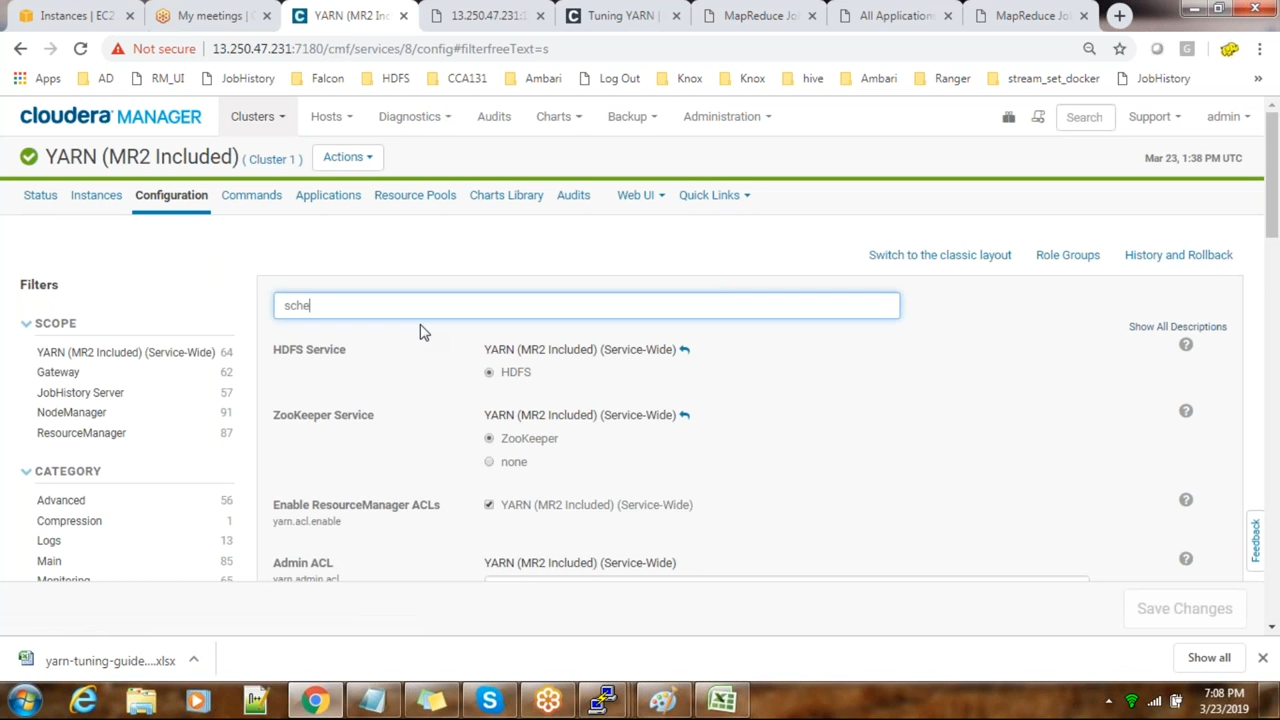 Instances | EC2
My meetings | C
YARN (MR2 Inc
13.250.47.231:
Tuning YARN |
MapReduce Jo
All Application
MapReduce Jo
Not secure | 13.250.47.231:7180/cmf/services/8/config#filterfreeText=s
Apps AD RM_UI JobHistory Falcon HDFS CCA131 Ambari Log Out Knox Knox hive Ambari Ranger stream_set_docker JobHistory »
cloudera MANAGER Clusters Hosts Diagnostics Audits Charts Backup Administration Search Support admin
YARN (MR2 Included) ( Cluster 1 ) Actions Mar 23, 1:38 PM UTC
Status Instances Configuration Commands Applications Resource Pools Charts Library Audits Web UI Quick Links
Switch to the classic layout Role Groups History and Rollback
Filters
SCOPE
YARN (MR2 Included) (Service-Wide) 64
Gateway 62
JobHistory Server 57
NodeManager 91
ResourceManager 87
CATEGORY
Advanced 56
Compression 1
Logs 13
Main 85
Monitoring 65
sche
Show All Descriptions
HDFS Service YARN (MR2 Included) (Service-Wide)
HDFS
ZooKeeper Service YARN (MR2 Included) (Service-Wide)
ZooKeeper
none
Enable ResourceManager ACLs YARN (MR2 Included) (Service-Wide)
yarn.acl.enable
Admin ACL YARN (MR2 Included) (Service-Wide)
yarn.admin.acl
Feedback
Save Changes
yarn-tuning-guide....xlsx
Show all
7:08 PM
3/23/2019